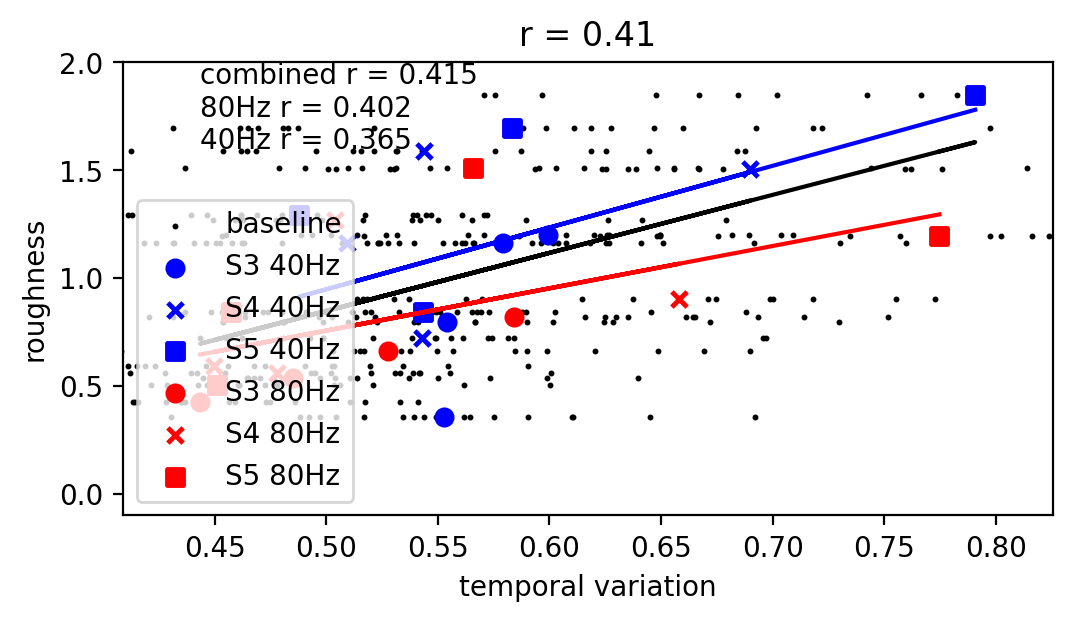 r = 0.41
combined r = 0.415
80Hz r = 0.402
40Hz r = 0.365
roughness
2.0
1.5
1.0
0.5
0.0
baseline
S3 40Hz
S4 40Hz
S5 40Hz
S3 80Hz
S4 80Hz
S5 80Hz
0.45 0.50 0.55 0.60 0.65 0.70 0.75 0.80
temporal variation